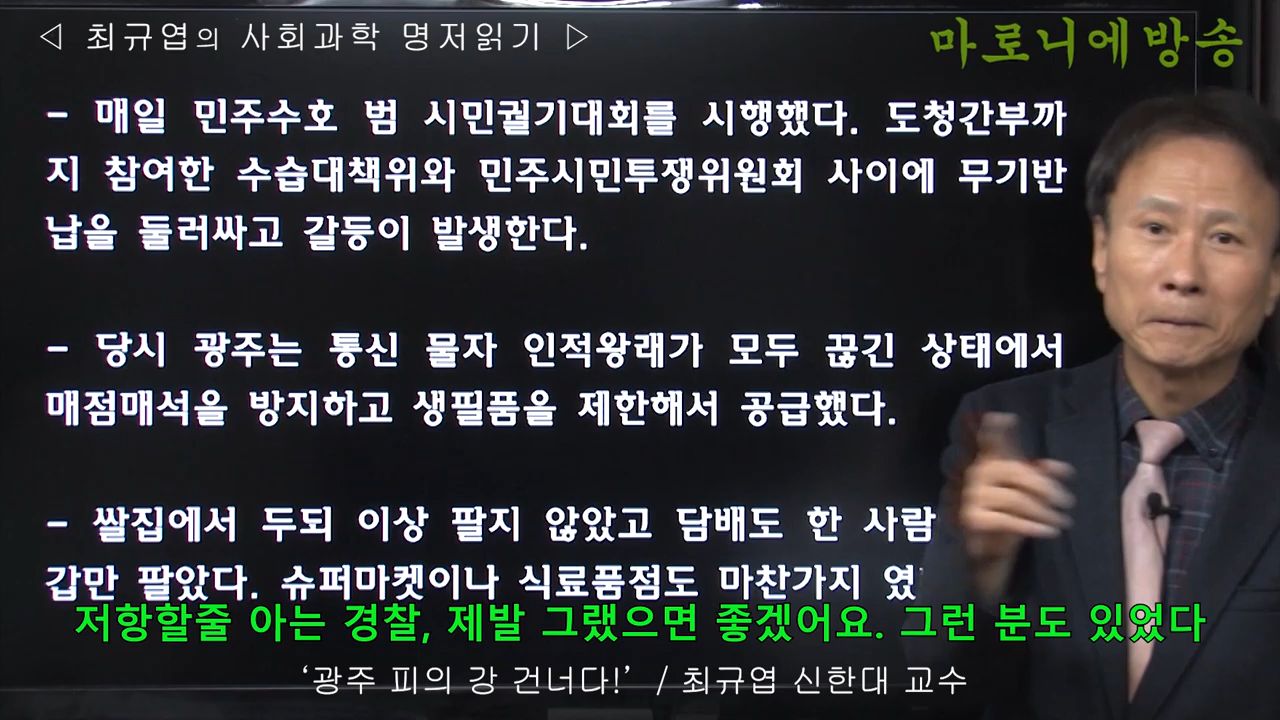 ◁ 최규엽의 사회과학 명저읽기 ▷
마로니에방송
- 매일 민주수호 범 시민궐기대회를 시행했다. 도청간부까
지 참여한 수습대책위와 민주시민투쟁위원회 사이에 무기반
납을 둘러싸고 갈등이 발생한다.
- 당시 광주는 통신 물자 인적왕래가 모두 끊긴 상태에서
매점매석을 방지하고 생필품을 제한해서 공급했다.
- 쌀집에서 두되 이상 팔지 않았고 담배도 한 사람
갑만 팔았다. 슈퍼마켓이나 식료품점도 마찬가지
저항할줄 아는 경찰, 제발 그랬으면 좋겠어요. 그런 분도 있었다
‘광주 피의 강 건너다!’ / 최규엽 신한대 교수